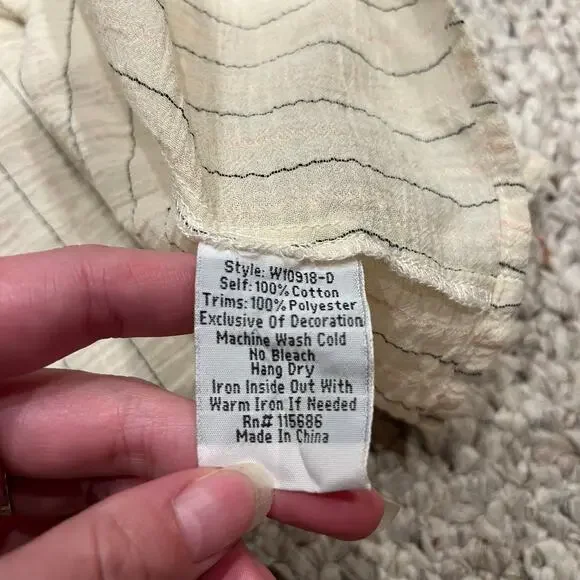 Style: W10918-D
Self: 100% Cotton
Trims: 100% Polyester
Exclusive Of Decoration
Machine Wash Cold
No Bleach
Hang Dry
Iron Inside Out With
Warm Iron If Needed
Rn# 115686
Made In China